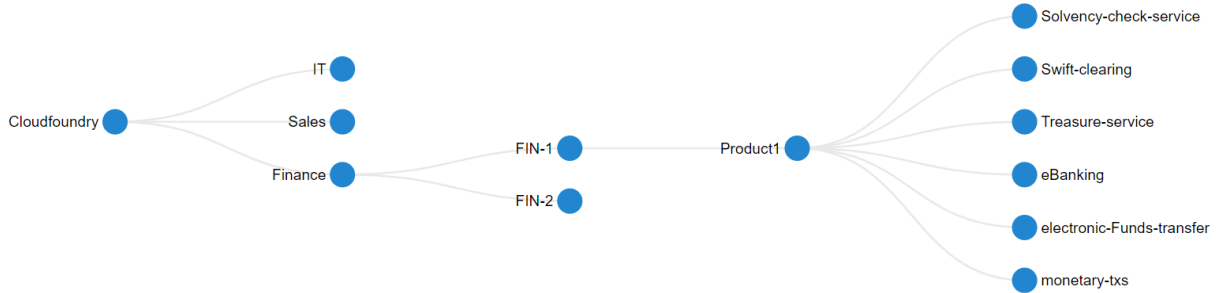 Cloudfoundry
IT
Sales
Finance
FIN-1
FIN-2
Product1
Solvency-check-service
Swift-clearing
Treasure-service
eBanking
electronic-Funds-transfer
monetary-txs